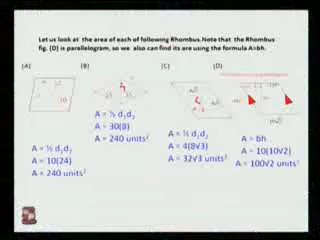 Let us look at the area of each of following Rhombus.Note that the Rhombus
fig. (D) is parallelogram, so we also can find its are using the formula A=bh.
(A)
(B)
(C)
(D)
A = ½ d₁d₂
A = 10(24)
A = 240 units²
A = ½ d₁d₂
A = 30(8)
A = 240 units²
A = ½ d₁d₂
A = 4(8√3)
A = 32√3 units²
A = bh
A = 10(10√2)
A = 100√2 units²